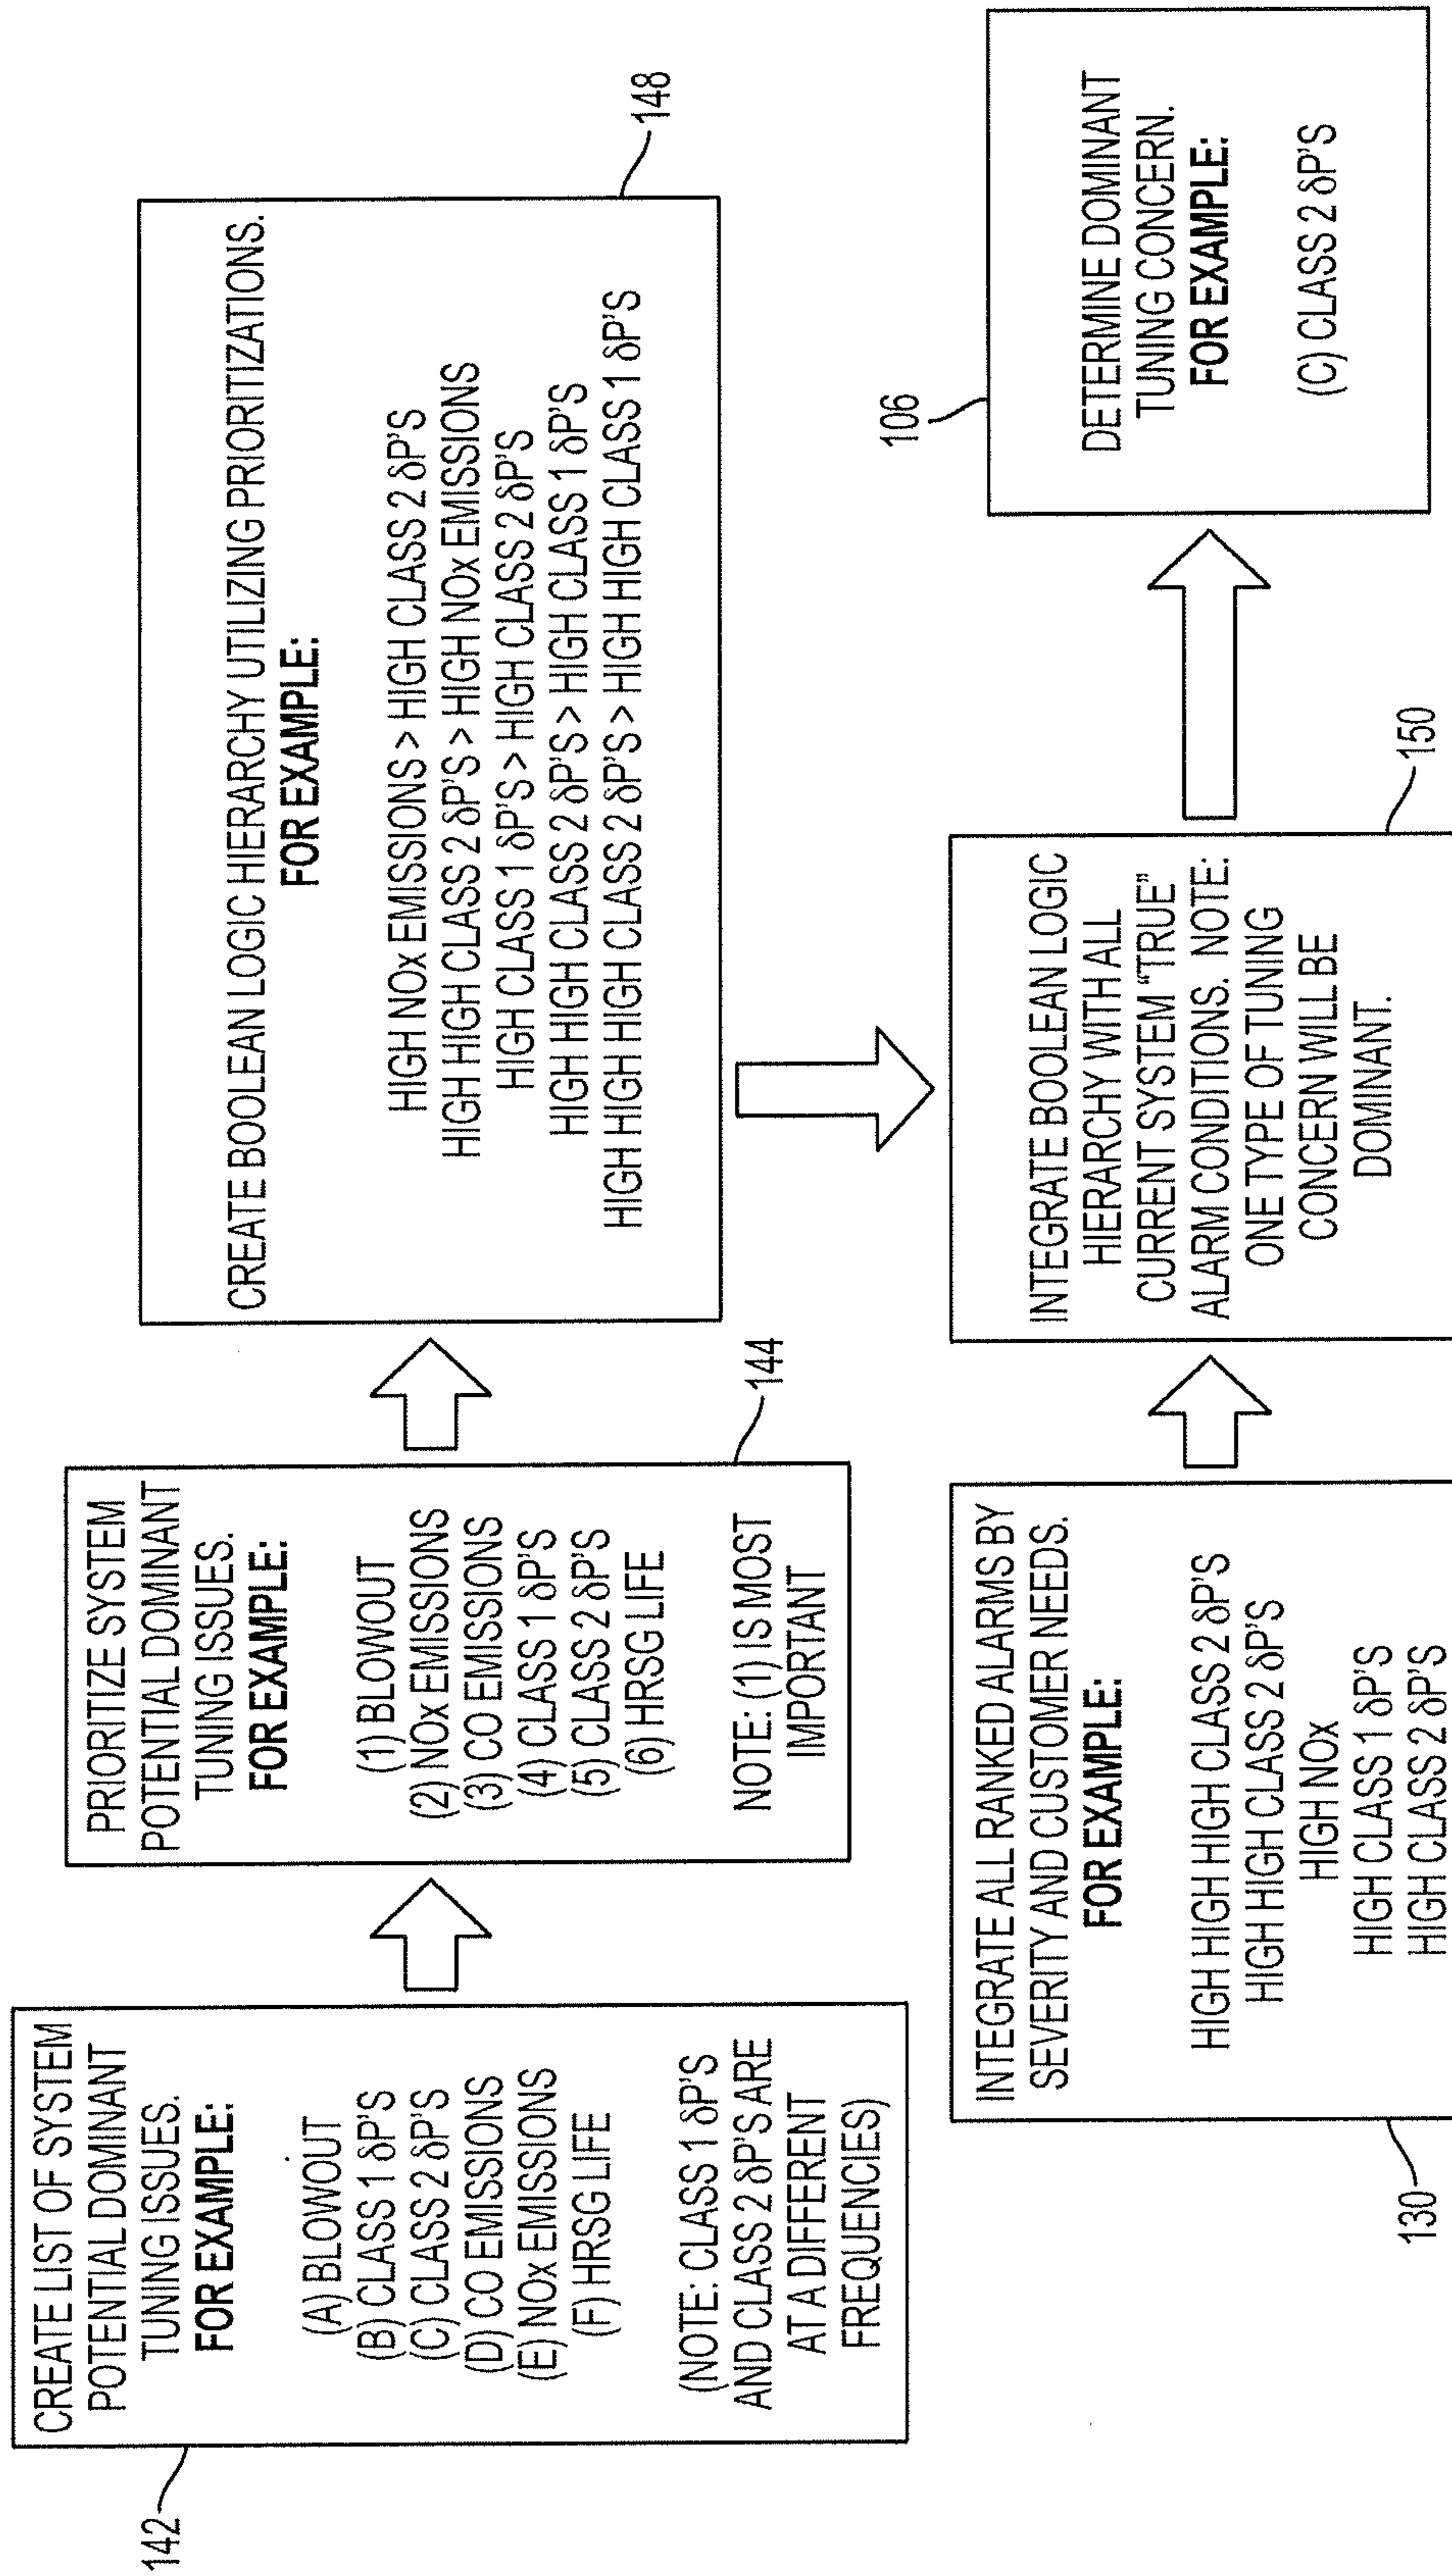 CREATE LIST OF SYSTEM
POTENTIAL DOMINANT
TUNING ISSUES.
FOR EXAMPLE:
(A) BLOWOUT
(B) CLASS 1 δP'S
(C) CLASS 2 δP'S
(D) CO EMISSIONS
(E) NOx EMISSIONS
(F) HRSG LIFE
(NOTE: CLASS 1 δP'S
AND CLASS 2 δP'S ARE
AT A DIFFERENT
FREQUENCIES)
142
PRIORITIZE SYSTEM
POTENTIAL DOMINANT
TUNING ISSUES.
FOR EXAMPLE:
(1) BLOWOUT
(2) NOx EMISSIONS
(3) CO EMISSIONS
(4) CLASS 1 δP'S
(5) CLASS 2 δP'S
(6) HRSG LIFE
NOTE: (1) IS MOST
IMPORTANT
144
CREATE BOOLEAN LOGIC HIERARCHY UTILIZING PRIORITIZATIONS.
FOR EXAMPLE:
HIGH NOx EMISSIONS > HIGH CLASS 2 δP'S
HIGH HIGH CLASS 2 δP'S > HIGH NOx EMISSIONS
HIGH CLASS 1 δP'S > HIGH CLASS 2 δP'S
HIGH HIGH CLASS 2 δP'S > HIGH CLASS 1 δP'S
HIGH HIGH HIGH CLASS 2 δP'S > HIGH HIGH CLASS 1 δP'S
148
INTEGRATE ALL RANKED ALARMS BY
SEVERITY AND CUSTOMER NEEDS.
FOR EXAMPLE:
HIGH HIGH HIGH CLASS 2 δP'S
HIGH HIGH CLASS 2 δP'S
HIGH NOx
HIGH CLASS 1 δP'S
HIGH CLASS 2 δP'S
130
INTEGRATE BOOLEAN LOGIC
HIERARCHY WITH ALL
CURRENT SYSTEM "TRUE"
ALARM CONDITIONS. NOTE:
ONE TYPE OF TUNING
CONCERN WILL BE
DOMINANT.
150
106
DETERMINE DOMINANT
TUNING CONCERN.
FOR EXAMPLE:
(C) CLASS 2 δP'S